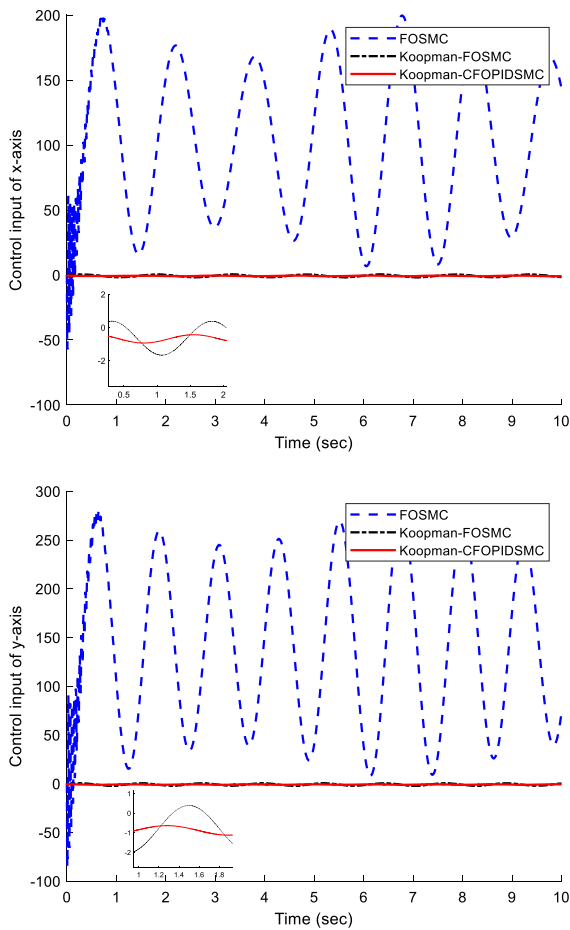 200
150
100
50
0
-50
-100
Control input of x-axis
FOSMC
Koopman-FOSMC
Koopman-CFOPIDSMC
2
0
-2
0.5 1 1.5 2
0 1 2 3 4 5 6 7 8 9 10
Time (sec)
300
250
200
150
100
50
0
-50
-100
Control input of y-axis
FOSMC
Koopman-FOSMC
Koopman-CFOPIDSMC
1
0
-1
-2
1 1.2 1.4 1.6 1.8
0 1 2 3 4 5 6 7 8 9 10
Time (sec)